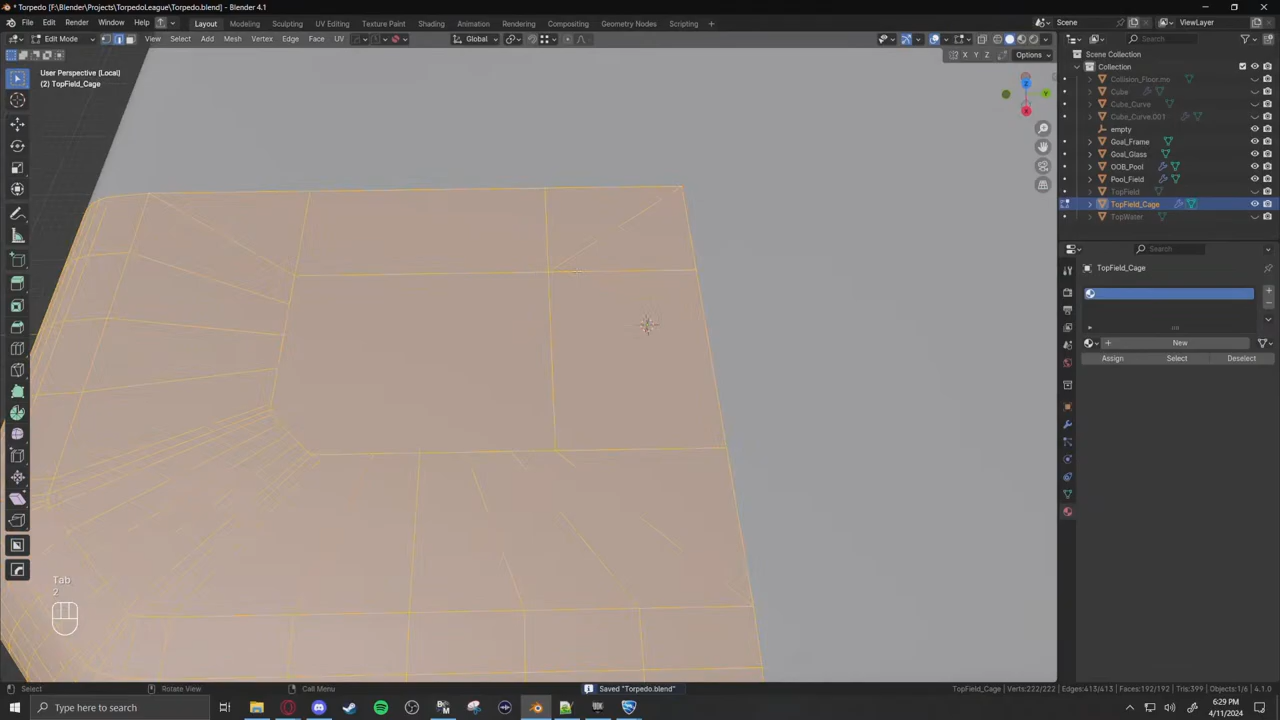 * Torpedo [F:\Blender\Projects\TorpedoLeague\Torpedo.blend] - Blender 4.1
File Edit Render Window Help
Layout Modeling Sculpting UV Editing Texture Paint Shading Animation Rendering Compositing Geometry Nodes Scripting +
Scene
ViewLayer
Edit Mode View Select Add Mesh Vertex Edge Face UV
Global
X Y Z Options
User Perspective [Local]
(2) TopField_Cage
Search
Scene Collection
Collection
Collision_Floor.mo
Cube
Cube_Curve
Cube_Curve.001
empty
Goal_Frame
Goal_Glass
OOB_Pool
Pool_Field
TopField
TopField_Cage
TopWater
Search
TopField_Cage
New
Assign Select Deselect
Tab
2
Select Rotate View Call Menu Saved "Torpedo.blend" TopField_Cage | Verts:222/222 | Edges:413/413 | Faces:192/192 | Tris:399 | Objects:1/6 | 4.1.0
Type here to search
6:29 PM
4/11/2024